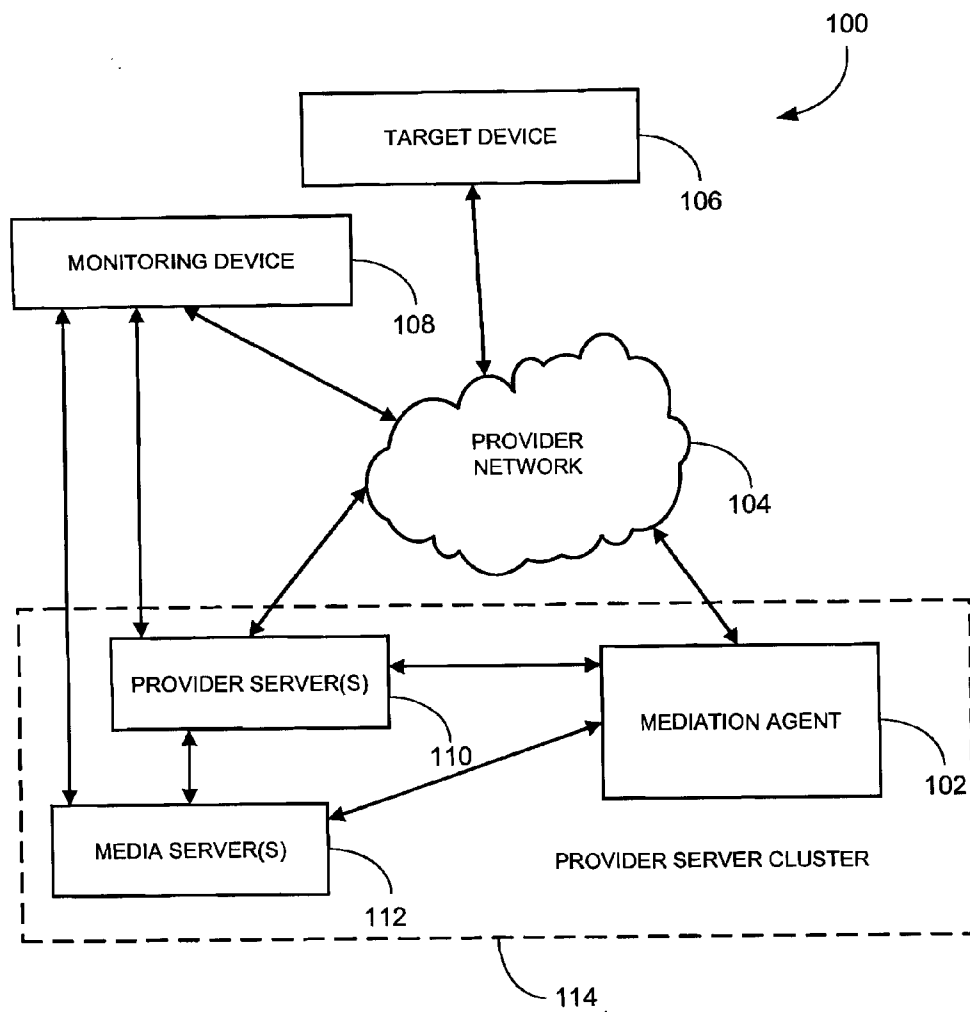 100
TARGET DEVICE
106
MONITORING DEVICE
108
PROVIDER
NETWORK
104
PROVIDER SERVER(S)
110
MEDIATION AGENT
102
MEDIA SERVER(S)
112
PROVIDER SERVER CLUSTER
114